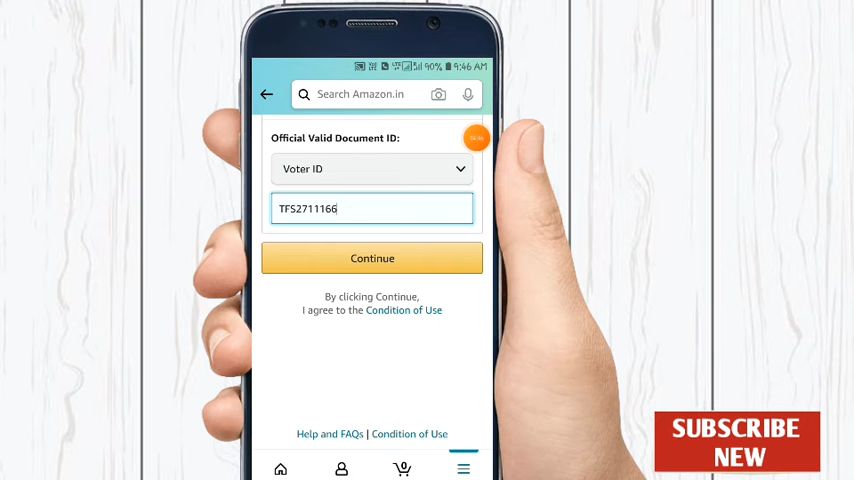 90% 9:46 AM
Search Amazon.in
Official Valid Document ID:
Voter ID
TFS2711166
Continue
By clicking Continue,
I agree to the Condition of Use
Help and FAQs | Condition of Use
0
SUBSCRIBE
NEW